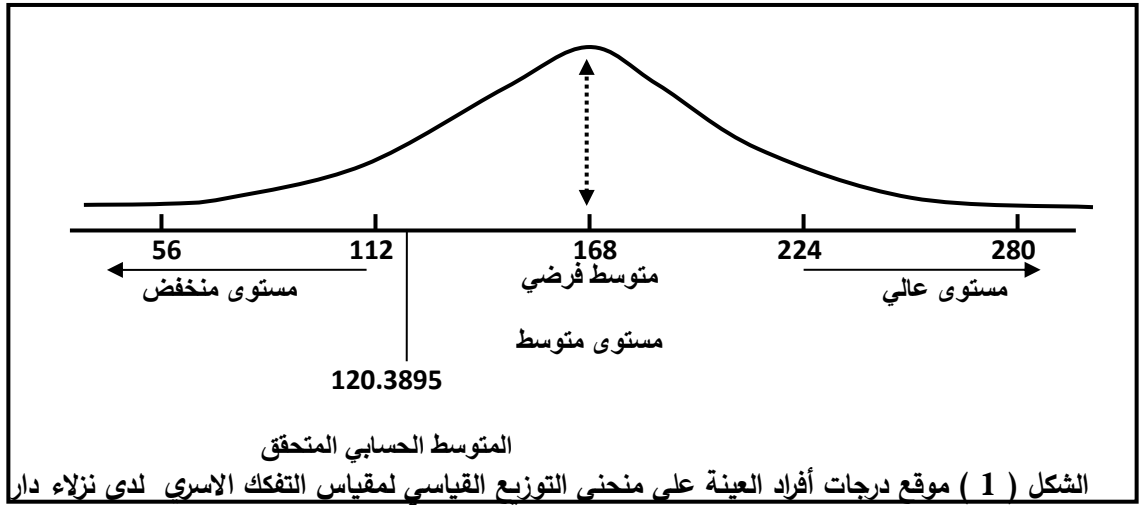 56 112 168 224 280
مستوى منخفض متوسط فرضي مستوى عالي
مستوى متوسط
120.3895
المتوسط الحسابي المتحقق
الشكل ( 1 ) موقع درجات أفراد العينة على منحنى التوزيع القياسي لمقياس التفكك الاسري لدى نزلاء دار